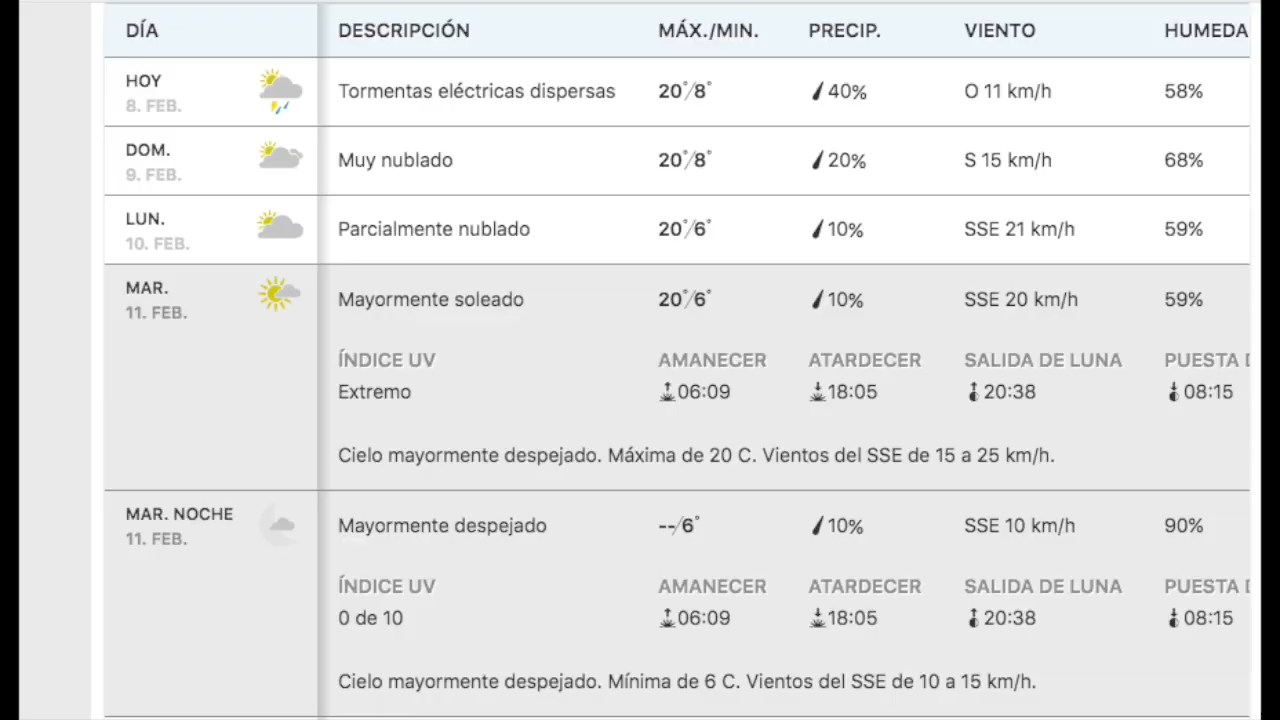 DÍA DESCRIPCIÓN MÁX./MIN. PRECIP. VIENTO HUMEDA
HOY
8. FEB. Tormentas eléctricas dispersas 20°/8° 40% O 11 km/h 58%
DOM.
9. FEB. Muy nublado 20°/8° 20% S 15 km/h 68%
LUN.
10. FEB. Parcialmente nublado 20°/6° 10% SSE 21 km/h 59%
MAR.
11. FEB. Mayormente soleado 20°/6° 10% SSE 20 km/h 59%
ÍNDICE UV AMANECER ATARDECER SALIDA DE LUNA PUESTA D
Extremo 06:09 18:05 20:38 08:15
Cielo mayormente despejado. Máxima de 20 C. Vientos del SSE de 15 a 25 km/h.
MAR. NOCHE
11. FEB. Mayormente despejado --/6° 10% SSE 10 km/h 90%
ÍNDICE UV AMANECER ATARDECER SALIDA DE LUNA PUESTA D
0 de 10 06:09 18:05 20:38 08:15
Cielo mayormente despejado. Mínima de 6 C. Vientos del SSE de 10 a 15 km/h.